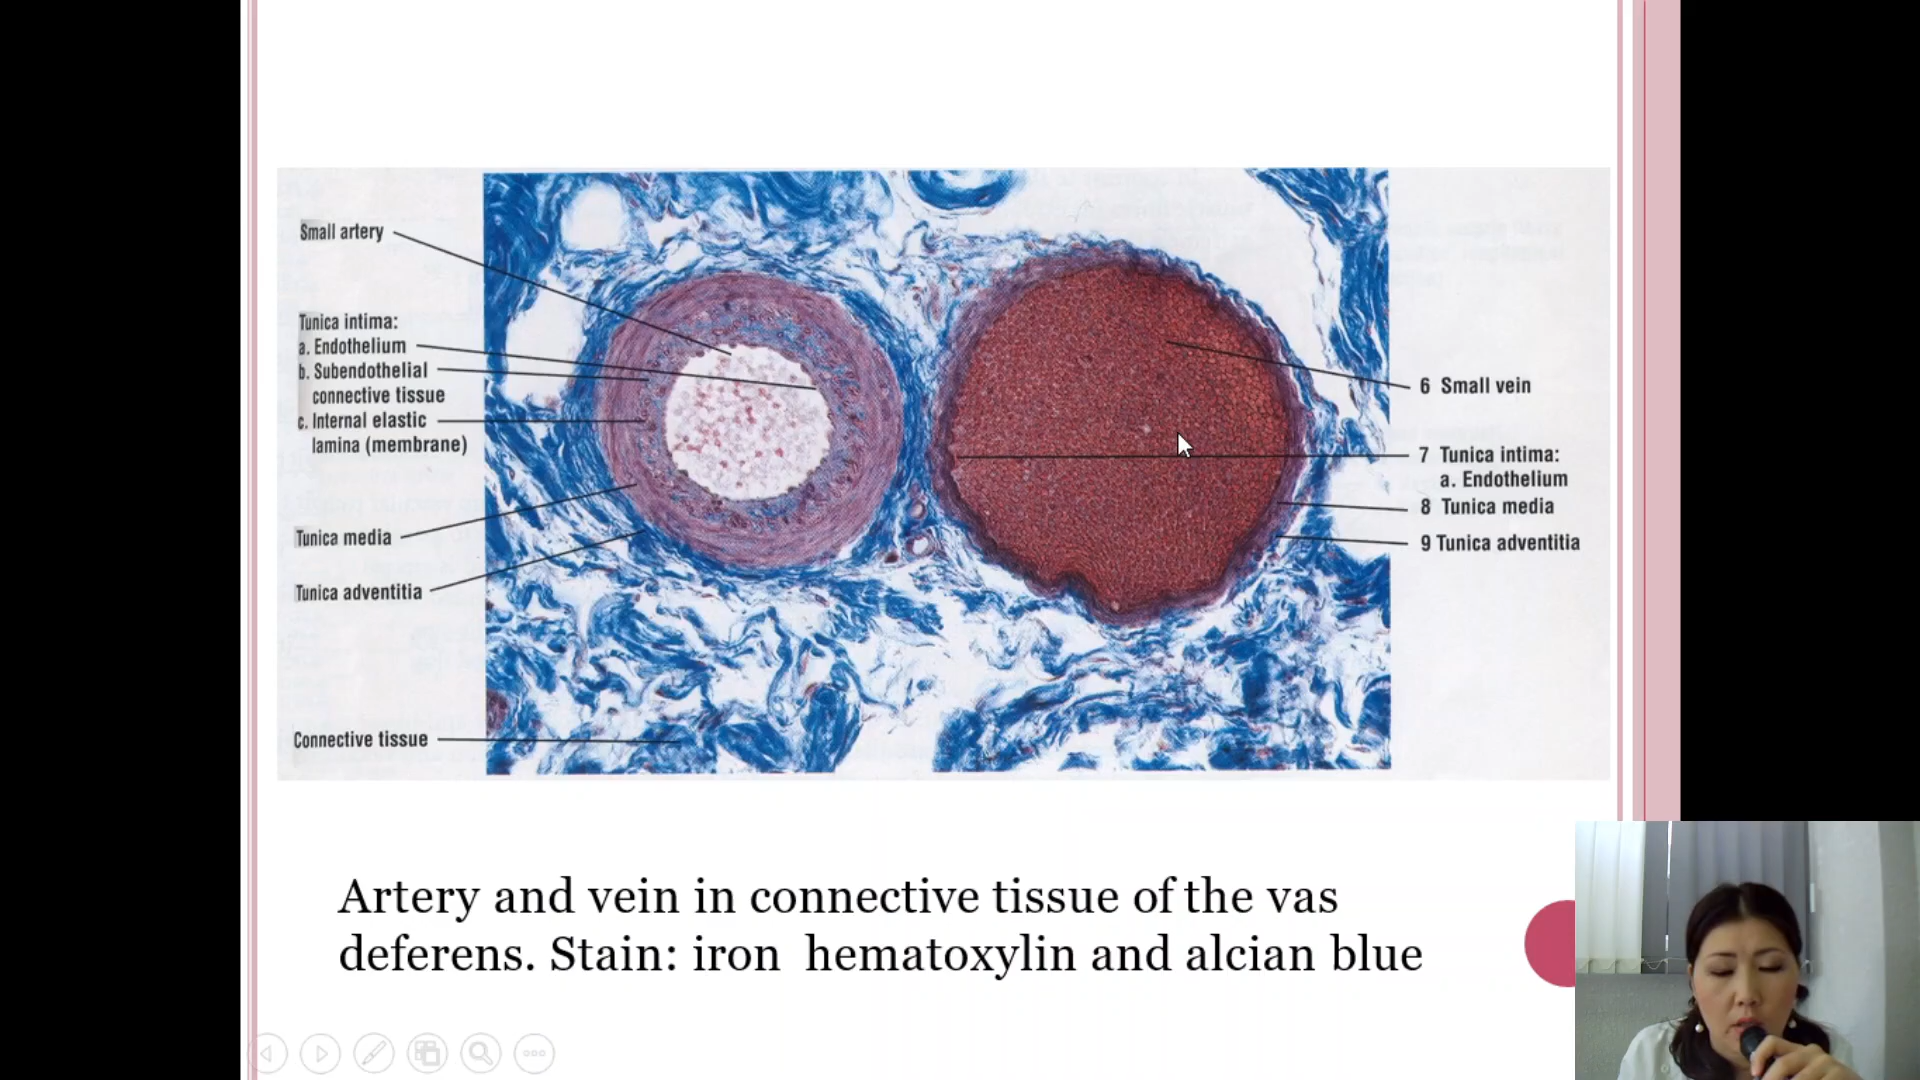 Small artery
Tunica intima:
a. Endothelium
b. Subendothelial
connective tissue
c. Internal elastic
lamina (membrane)
Tunica media
Tunica adventitia
Connective tissue
6 Small vein
7 Tunica intima:
a. Endothelium
8 Tunica media
9 Tunica adventitia
Artery and vein in connective tissue of the vas
deferens. Stain: iron hematoxylin and alcian blue